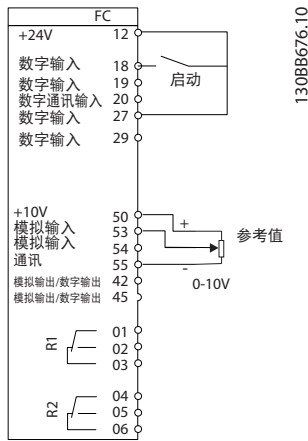 FC
+24V 12
数字输入 18
数字输入 19
数字通讯输入 20
数字输入 27
数字输入 29
启动
+10V 50
模拟输入 53
模拟输入 54
通讯 55
模拟输出/数字输出 42
模拟输出/数字输出 45
+
-
参考值
0-10V
R1
01
02
03
R2
04
05
06
130BB676.10